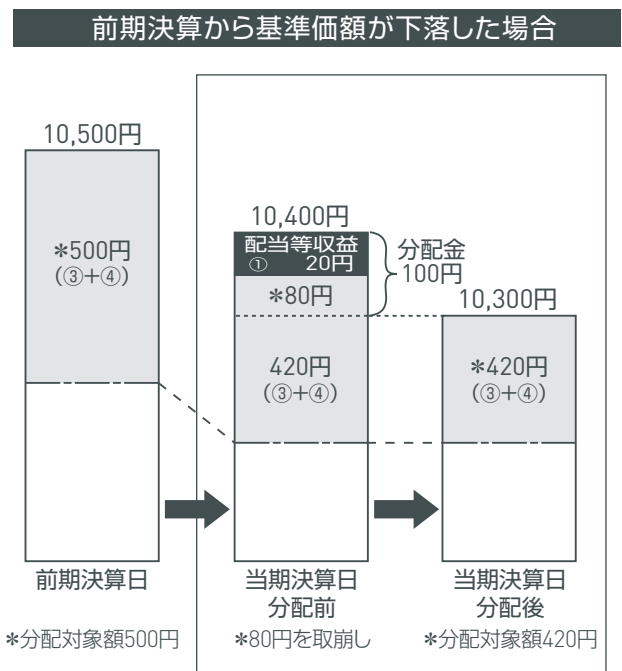 前期決算から基準価額が下落した場合
10,500円
*500円
(③+④)
前期決算日
*分配対象額500円
10,400円
配当等収益
① 20円
*80円
420円
(③+④)
分配金
100円
当期決算日
分配前
*80円を取崩し
10,300円
*420円
(③+④)
当期決算日
分配後
*分配対象額420円